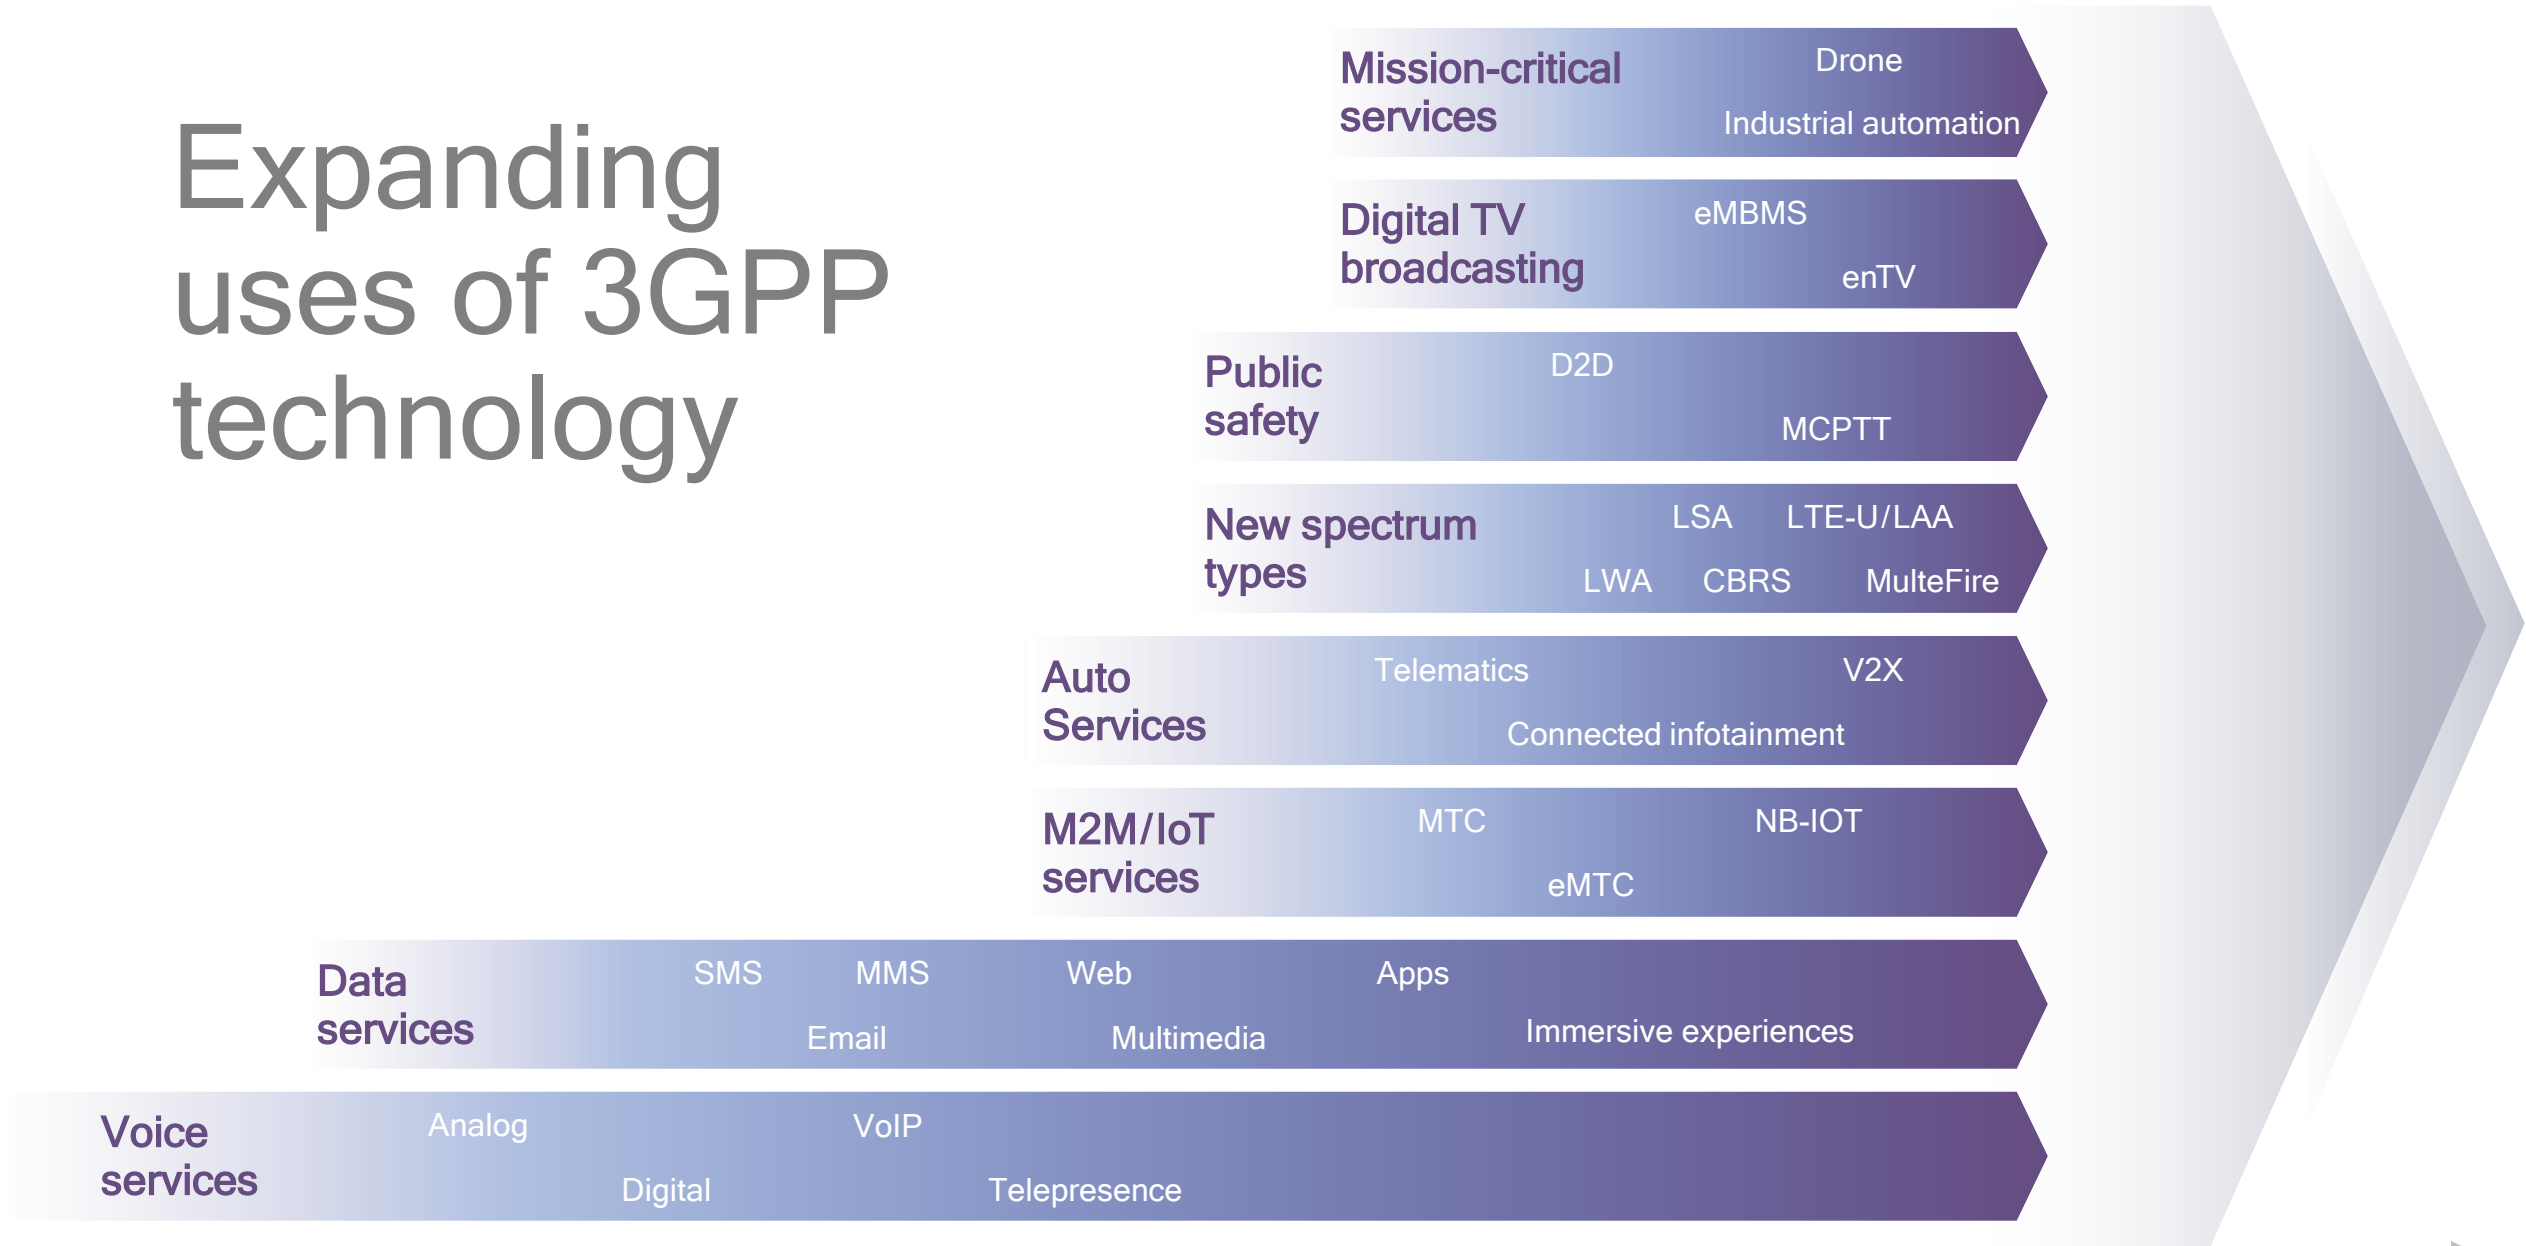 Expanding
uses of 3GPP
technology
Mission-critical
services
Drone
Industrial automation
Digital TV
broadcasting
eMBMS
enTV
Public
safety
D2D
MCPTT
New spectrum
types
LSA LTE-U/LAA
LWA CBRS MulteFire
Auto
Services
Telematics V2X
Connected infotainment
M2M/IoT
services
MTC NB-IOT
eMTC
Data
services
SMS MMS Web Apps
Email Multimedia Immersive experiences
Voice
services
Analog VoIP
Digital Telepresence